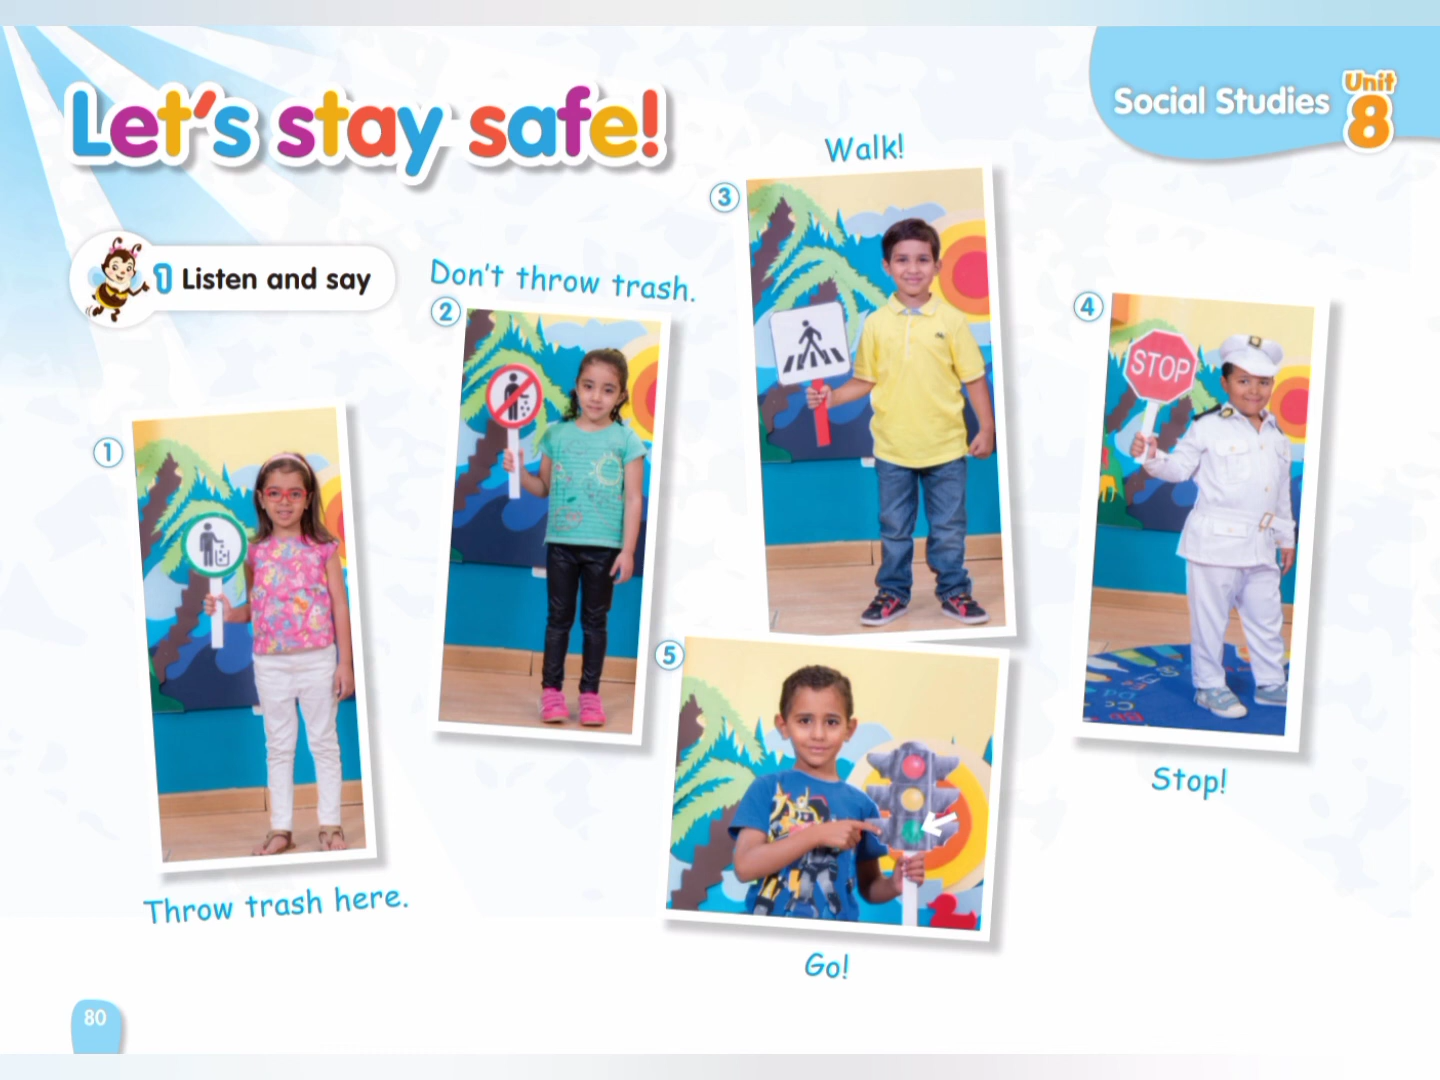 Let's stay safe!
Social Studies
Unit
8
1 Listen and say
1
Throw trash here.
2
Don't throw trash.
3
Walk!
4
STOP
Stop!
5
Go!
80